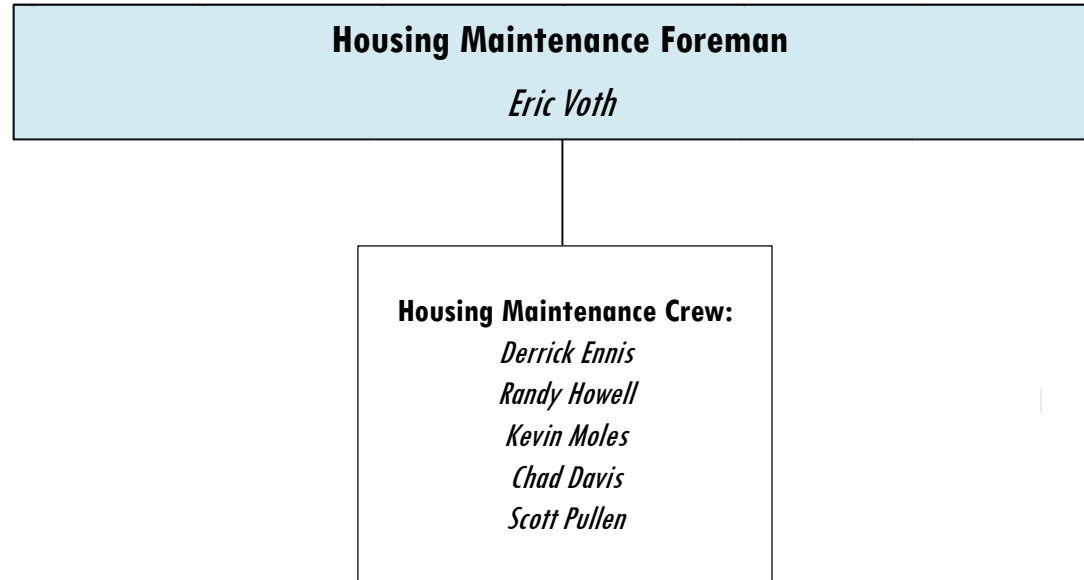 Housing Maintenance Foreman
Eric Voth
Housing Maintenance Crew:
Derrick Ennis
Randy Howell
Kevin Moles
Chad Davis
Scott Pullen